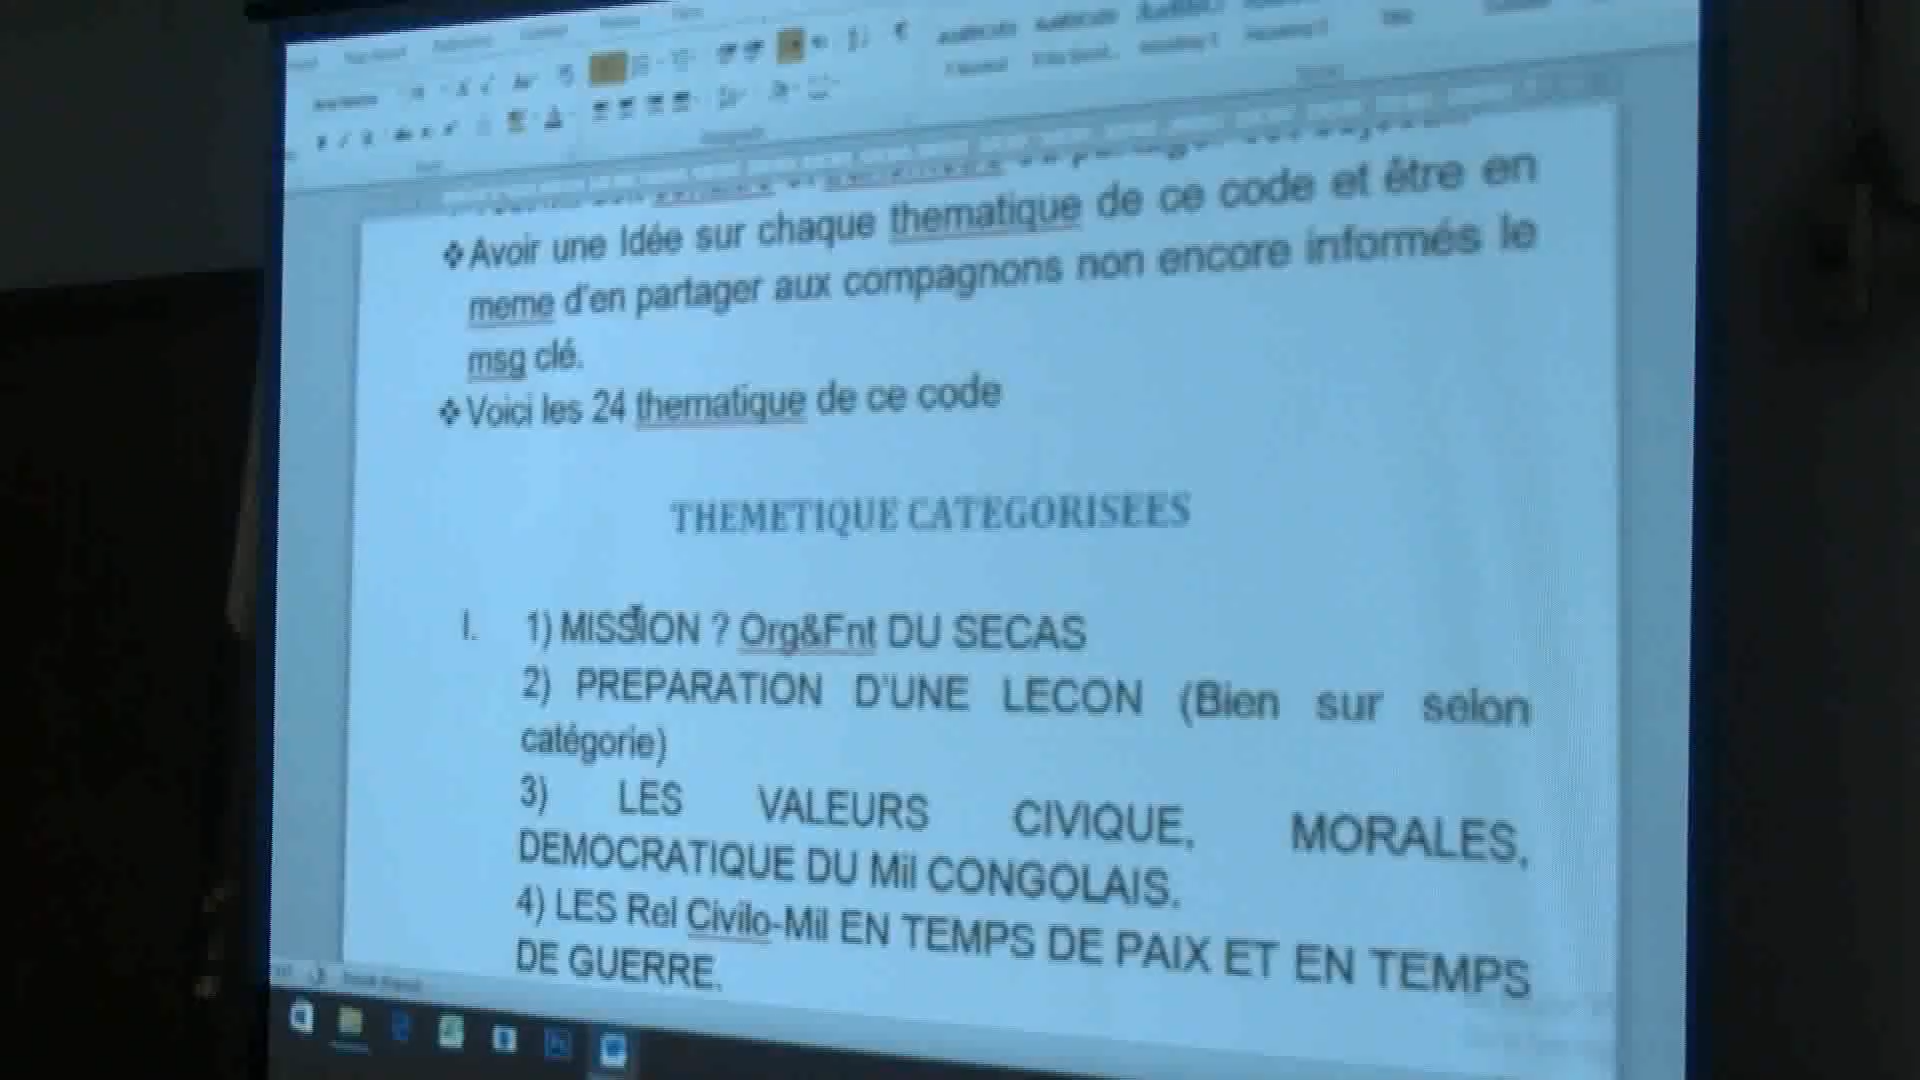 ❖ Avoir une Idée sur chaque thematique de ce code et être en
meme d'en partager aux compagnons non encore informés le
msg clé.
❖ Voici les 24 thematique de ce code
THEMETIQUE CATEGORISEES
I. 1) MISSION ? Org&Fnt DU SECAS
2) PREPARATION D'UNE LECON (Bien sur selon
catégorie)
3) LES VALEURS CIVIQUE, MORALES,
DEMOCRATIQUE DU Mil CONGOLAIS.
4) LES Rel Civilo-Mil EN TEMPS DE PAIX ET EN TEMPS
DE GUERRE.